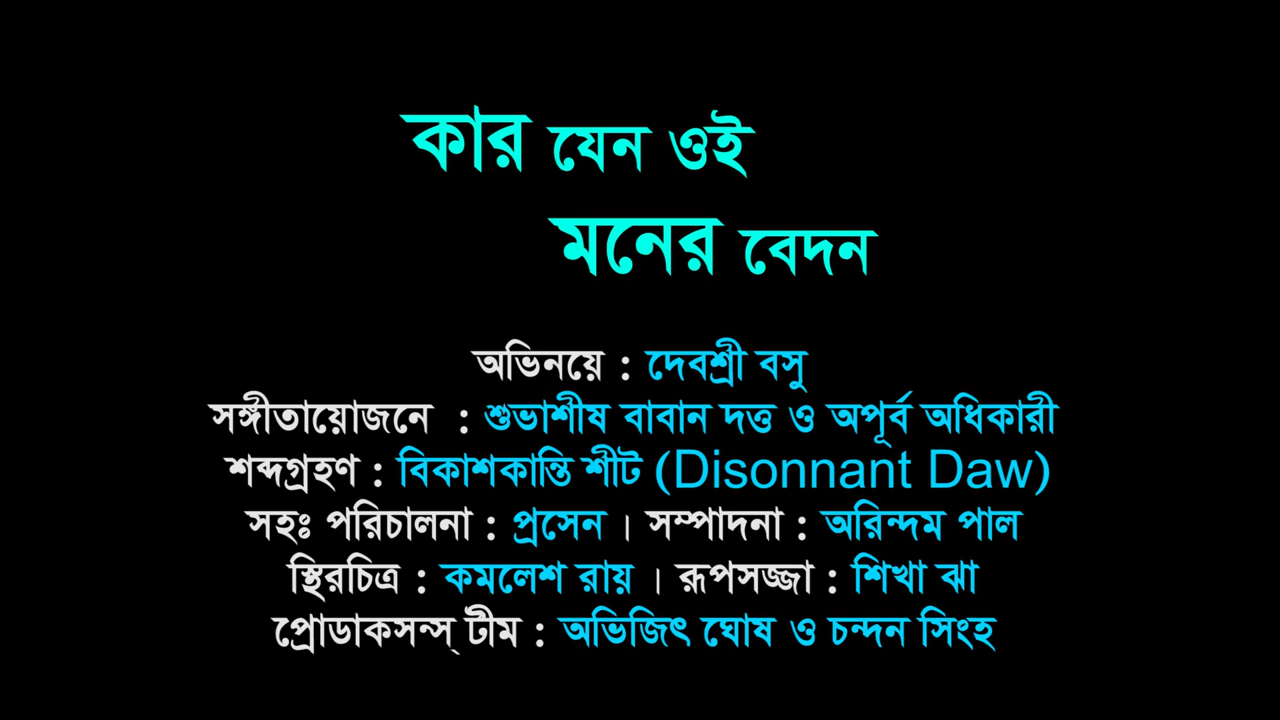 কার যেন ওই
মনের বেদন
অভিনয়ে : দেবশ্রী বসু
সঙ্গীতায়োজনে : শুভাশীষ বাবান দত্ত ও অপূর্ব অধিকারী
শব্দগ্রহণ : বিকাশকান্তি শীট (Disonnant Daw)
সহঃ পরিচালনা : প্রসেন । সম্পাদনা : অরিন্দম পাল
স্থিরচিত্র : কমলেশ রায় । রূপসজ্জা : শিখা ঝা
প্রোডাকসন্স্ টীম : অভিজিৎ ঘোষ ও চন্দন সিংহ